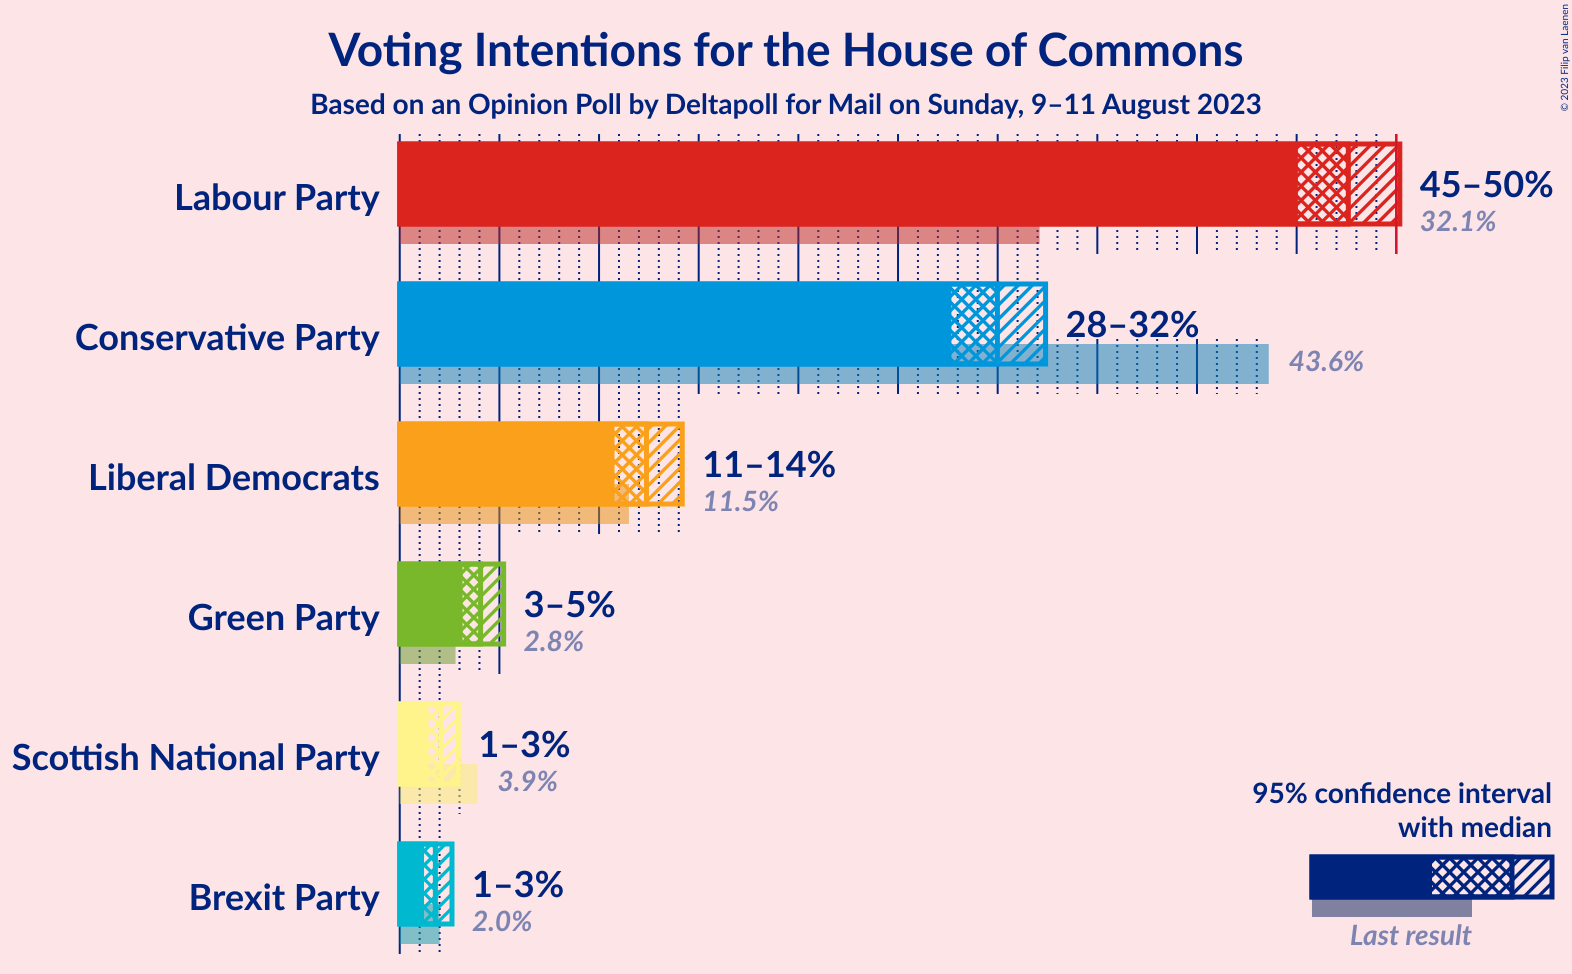 Voting Intentions for the House of Commons
Based on an Opinion Poll by Deltapoll for Mail on Sunday, 9–11 August 2023
© 2023 Filip van Laenen
Labour Party
45–50%
32.1%
Conservative Party
28–32%
43.6%
Liberal Democrats
11–14%
11.5%
Green Party
3–5%
2.8%
Scottish National Party
1–3%
3.9%
Brexit Party
1–3%
2.0%
95% confidence interval
with median
Last result